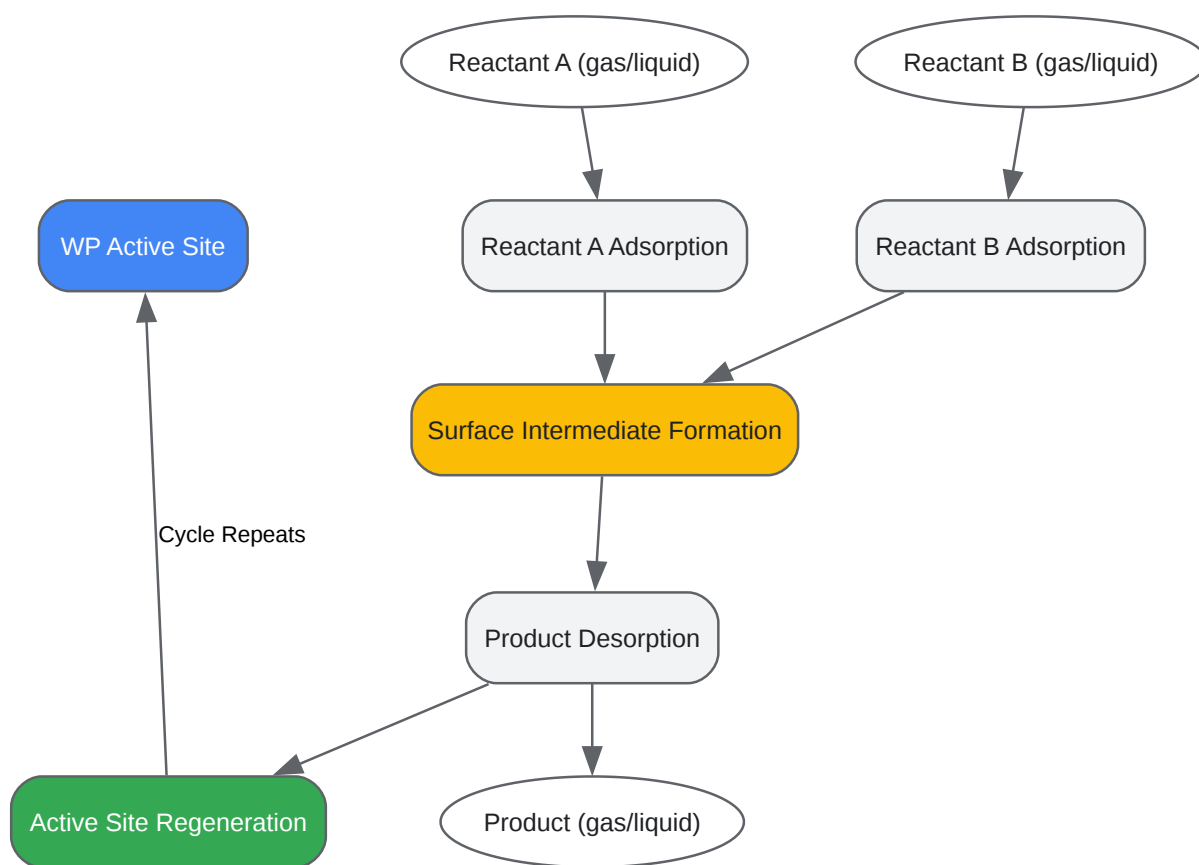 Reactant A (gas/liquid)
Reactant B (gas/liquid)
WP Active Site
Reactant A Adsorption
Reactant B Adsorption
Surface Intermediate Formation
Cycle Repeats
Product Desorption
Active Site Regeneration
Product (gas/liquid)